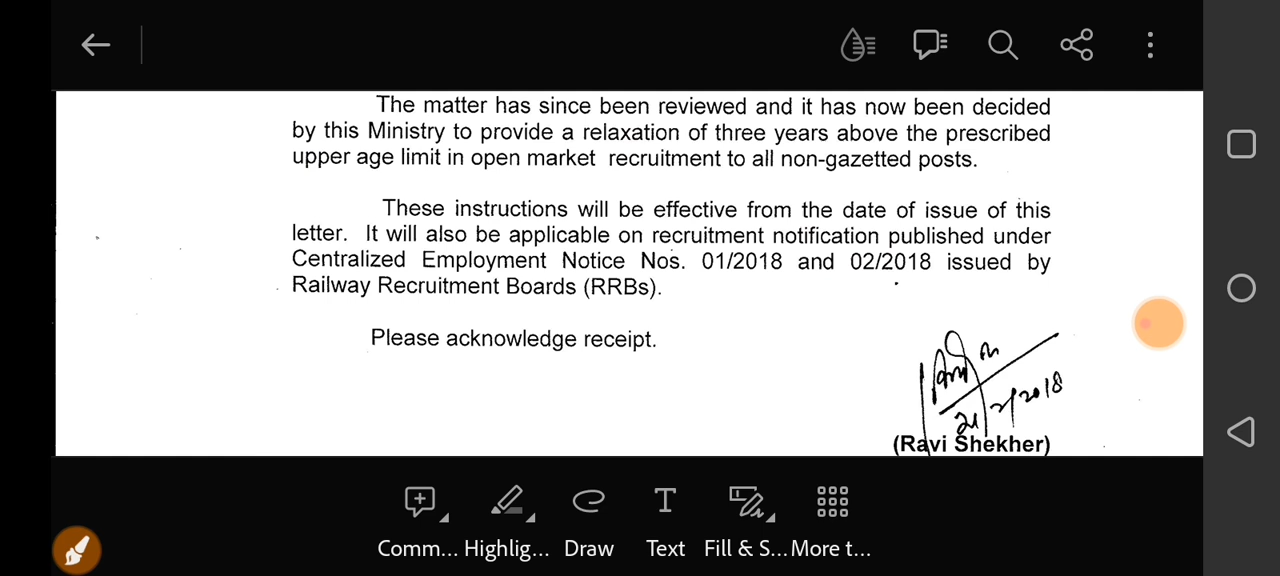 The matter has since been reviewed and it has now been decided
by this Ministry to provide a relaxation of three years above the prescribed
upper age limit in open market recruitment to all non-gazetted posts.
These instructions will be effective from the date of issue of this
letter. It will also be applicable on recruitment notification published under
Centralized Employment Notice Nos. 01/2018 and 02/2018 issued by
Railway Recruitment Boards (RRBs).
Please acknowledge receipt.
(Ravi Shekher)
Comm... Highlig... Draw Text Fill & S... More t...